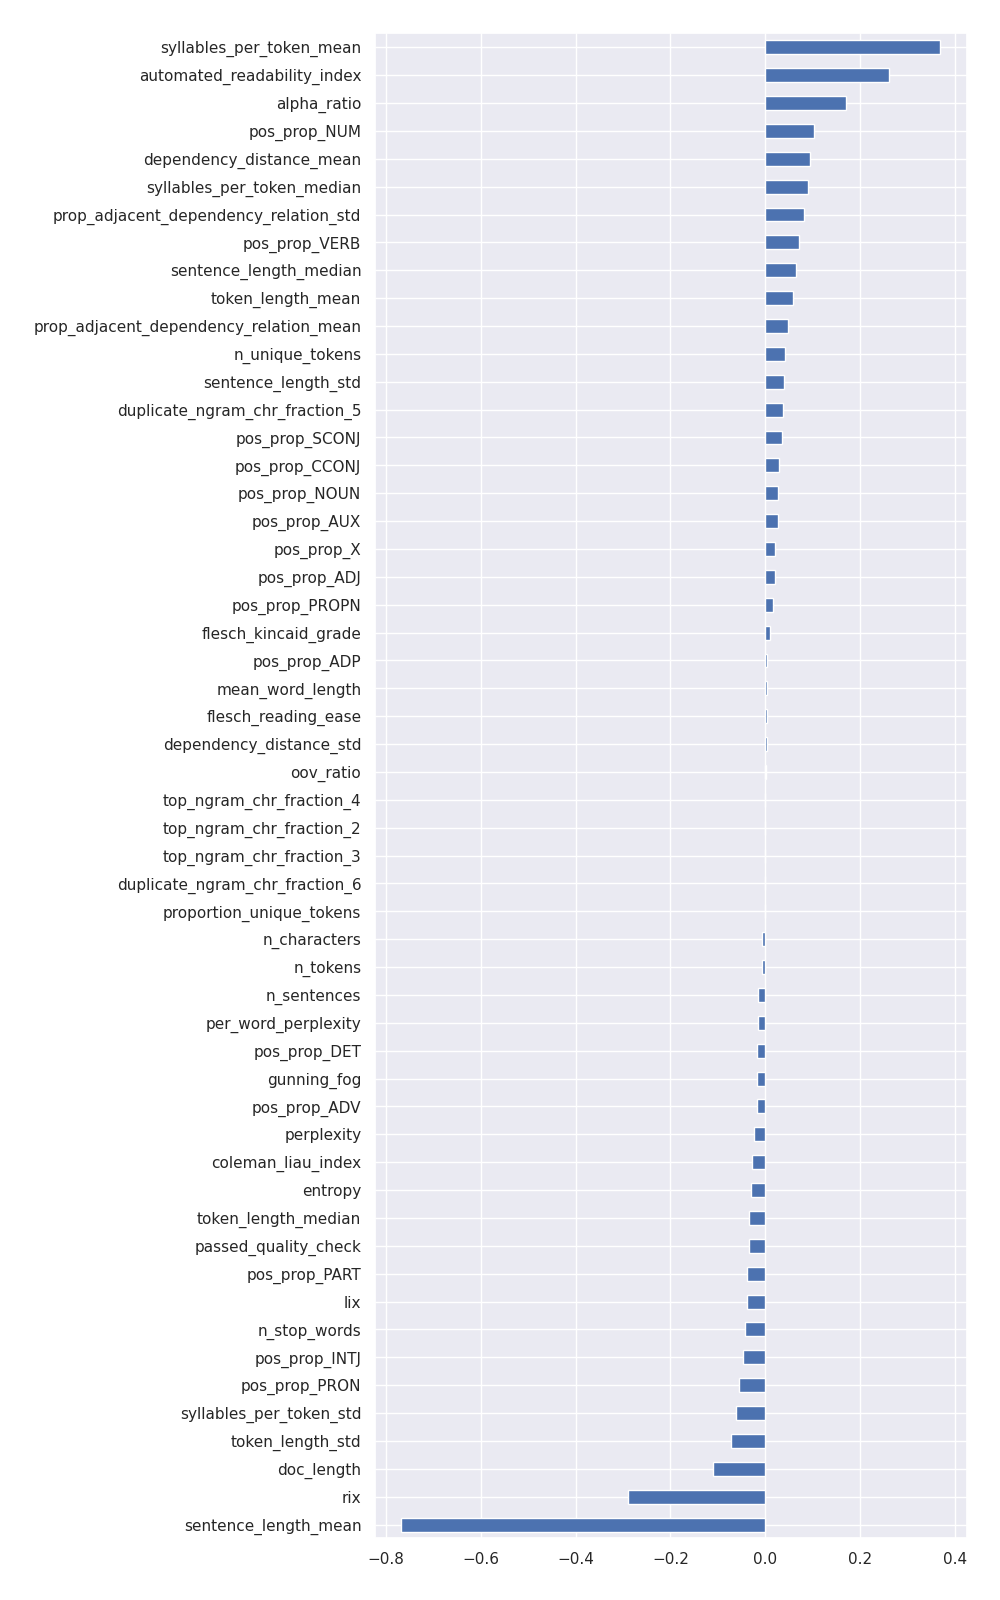 syllables_per_token_mean
automated_readability_index
alpha_ratio
pos_prop_NUM
dependency_distance_mean
syllables_per_token_median
prop_adjacent_dependency_relation_std
pos_prop_VERB
sentence_length_median
token_length_mean
prop_adjacent_dependency_relation_mean
n_unique_tokens
sentence_length_std
duplicate_ngram_chr_fraction_5
pos_prop_SCONJ
pos_prop_CCONJ
pos_prop_NOUN
pos_prop_AUX
pos_prop_X
pos_prop_ADJ
pos_prop_PROPN
flesch_kincaid_grade
pos_prop_ADP
mean_word_length
flesch_reading_ease
dependency_distance_std
oov_ratio
top_ngram_chr_fraction_4
top_ngram_chr_fraction_2
top_ngram_chr_fraction_3
duplicate_ngram_chr_fraction_6
proportion_unique_tokens
n_characters
n_tokens
n_sentences
per_word_perplexity
pos_prop_DET
gunning_fog
pos_prop_ADV
perplexity
coleman_liau_index
entropy
token_length_median
passed_quality_check
pos_prop_PART
lix
n_stop_words
pos_prop_INTJ
pos_prop_PRON
syllables_per_token_std
token_length_std
doc_length
rix
sentence_length_mean
−0.8 −0.6 −0.4 −0.2 0.0 0.2 0.4